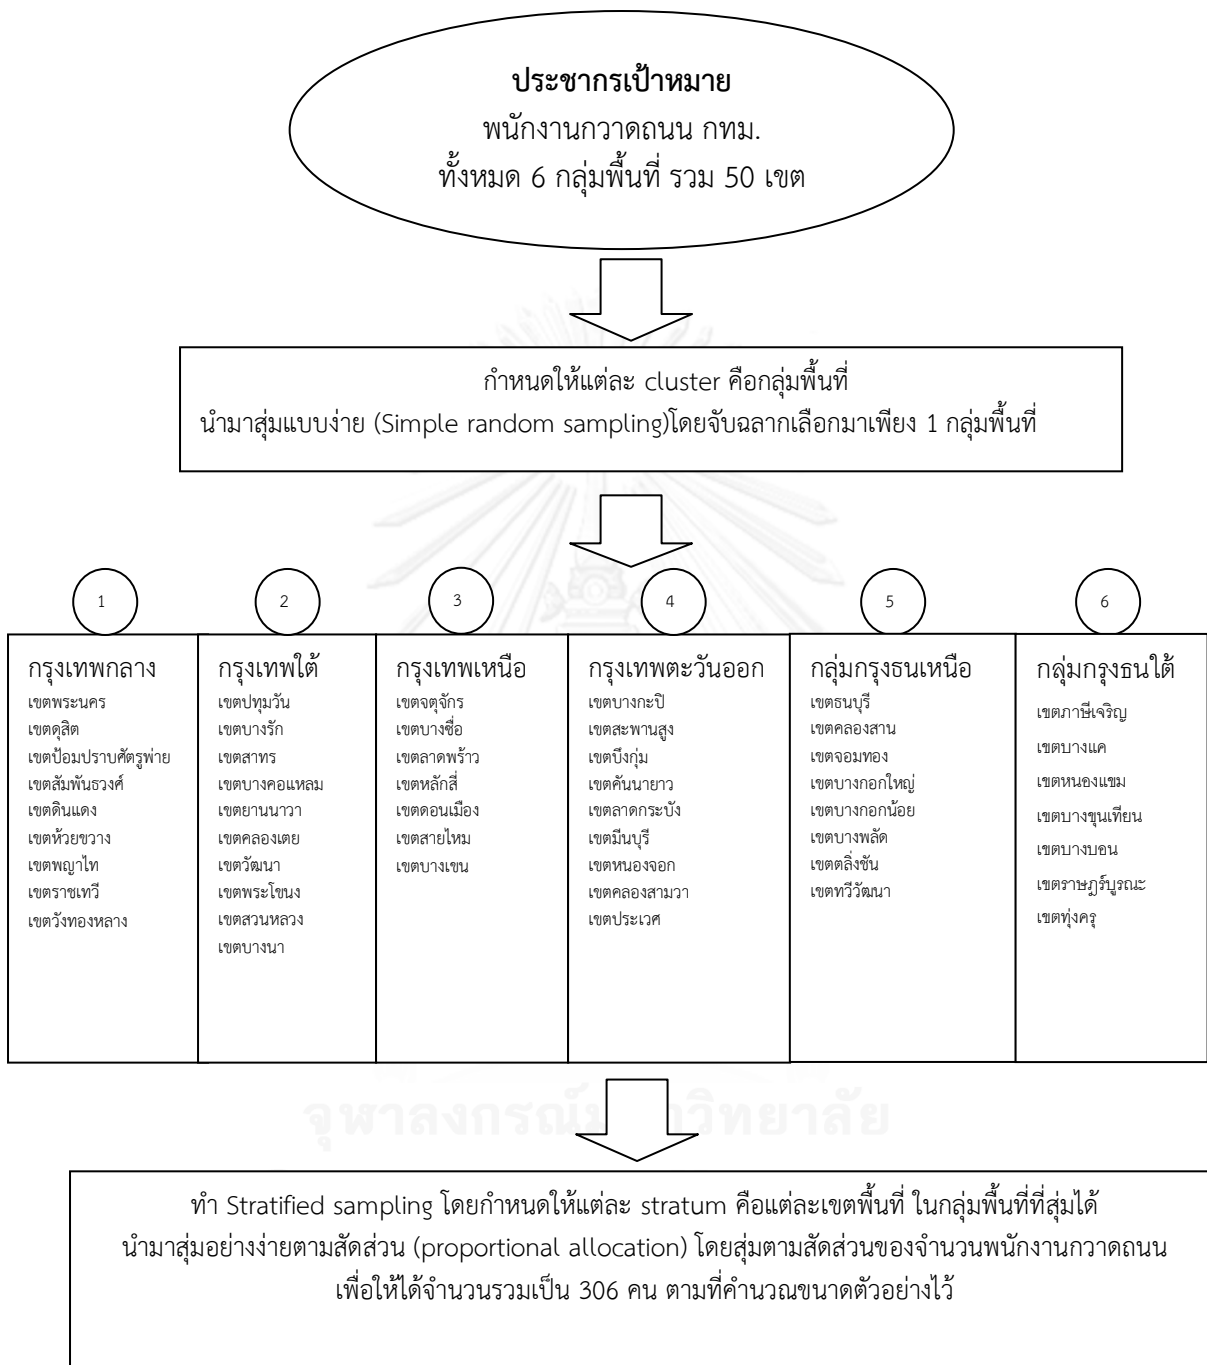 ประชากรเป้าหมาย
พนักงานกวาดถนน กทม.
ทั้งหมด 6 กลุ่มพื้นที่ รวม 50 เขต
กำหนดให้แต่ละ cluster คือกลุ่มพื้นที่
นำมาสุ่มแบบง่าย (Simple random sampling)โดยจับฉลากเลือกมาเพียง 1 กลุ่มพื้นที่
1
กรุงเทพกลาง
เขตพระนคร
เขตดุสิต
เขตป้อมปราบศัตรูพ่าย
เขตสัมพันธวงศ์
เขตดินแดง
เขตห้วยขวาง
เขตพญาไท
เขตราชเทวี
เขตวังทองหลาง
2
กรุงเทพใต้
เขตปทุมวัน
เขตบางรัก
เขตสาทร
เขตบางคอแหลม
เขตยานนาวา
เขตคลองเตย
เขตวัฒนา
เขตพระโขนง
เขตสวนหลวง
เขตบางนา
3
กรุงเทพเหนือ
เขตจตุจักร
เขตบางซื่อ
เขตลาดพร้าว
เขตหลักสี่
เขตดอนเมือง
เขตสายไหม
เขตบางเขน
4
กรุงเทพตะวันออก
เขตบางกะปิ
เขตสะพานสูง
เขตบึงกุ่ม
เขตคันนายาว
เขตลาดกระบัง
เขตมีนบุรี
เขตหนองจอก
เขตคลองสามวา
เขตประเวศ
5
กลุ่มกรุงธนเหนือ
เขตธนบุรี
เขตคลองสาน
เขตจอมทอง
เขตบางกอกใหญ่
เขตบางกอกน้อย
เขตบางพลัด
เขตตลิ่งชัน
เขตทวีวัฒนา
6
กลุ่มกรุงธนใต้
เขตภาษีเจริญ
เขตบางแค
เขตหนองแขม
เขตบางขุนเทียน
เขตบางบอน
เขตราษฎร์บูรณะ
เขตทุ่งครุ
ทำ Stratified sampling โดยกำหนดให้แต่ละ stratum คือแต่ละเขตพื้นที่ ในกลุ่มพื้นที่ที่สุ่มได้
นำมาสุ่มอย่างง่ายตามสัดส่วน (proportional allocation) โดยสุ่มตามสัดส่วนของจำนวนพนักงานกวาดถนน
เพื่อให้ได้จำนวนรวมเป็น 306 คน ตามที่คำนวณขนาดตัวอย่างไว้